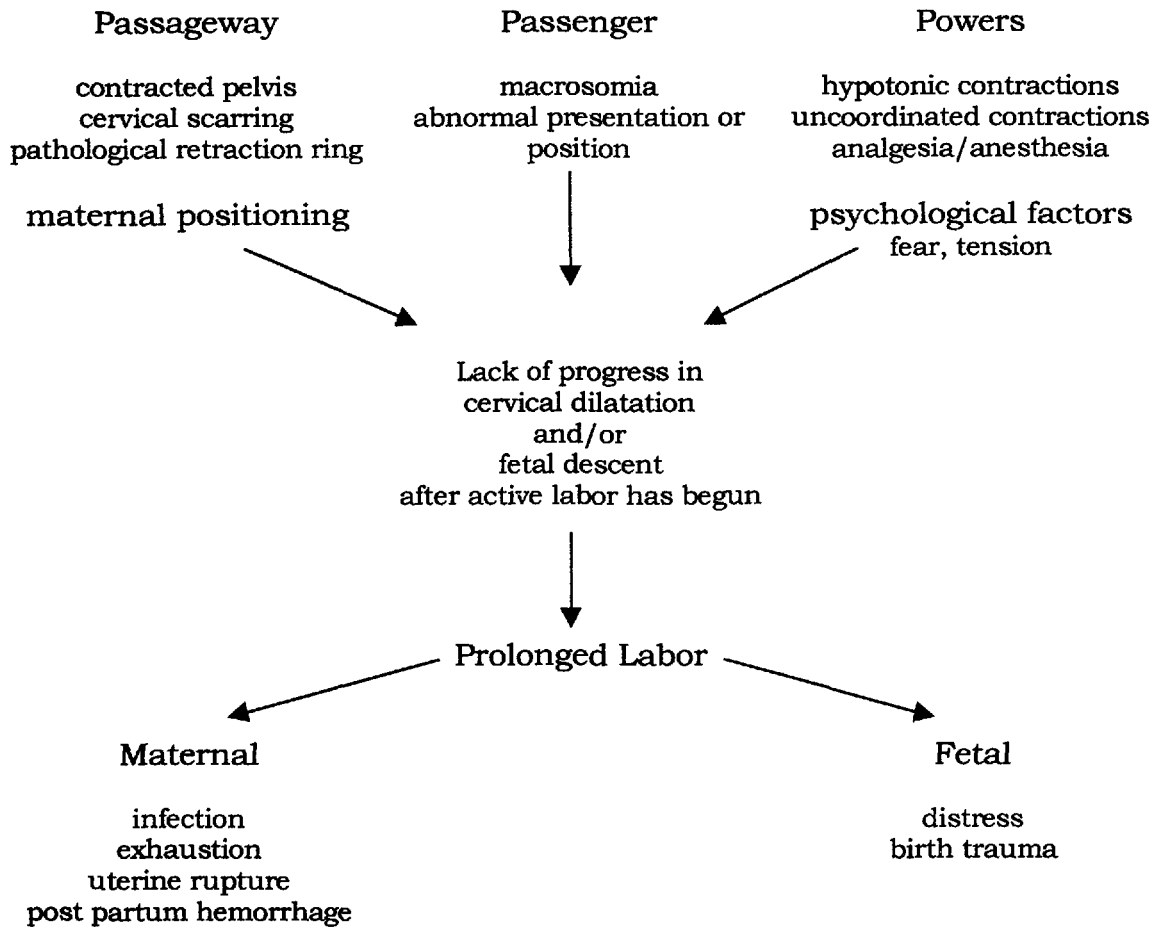 Passageway
contracted pelvis
cervical scarring
pathological retraction ring
maternal positioning
Passenger
macrosomia
abnormal presentation or
position
Powers
hypotonic contractions
uncoordinated contractions
analgesia/anesthesia
psychological factors
fear, tension
Lack of progress in
cervical dilatation
and/or
fetal descent
after active labor has begun
Prolonged Labor
Maternal
infection
exhaustion
uterine rupture
post partum hemorrhage
Fetal
distress
birth trauma